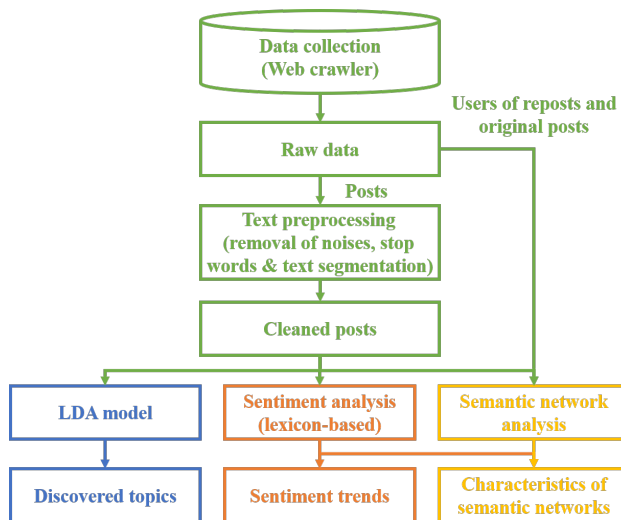 Data collection
(Web crawler)
Users of reposts and
original posts
Raw data
Posts
Text preprocessing
(removal of noises, stop
words & text segmentation)
Cleaned posts
LDA model
Sentiment analysis
(lexicon-based)
Semantic network
analysis
Discovered topics
Sentiment trends
Characteristics of
semantic networks